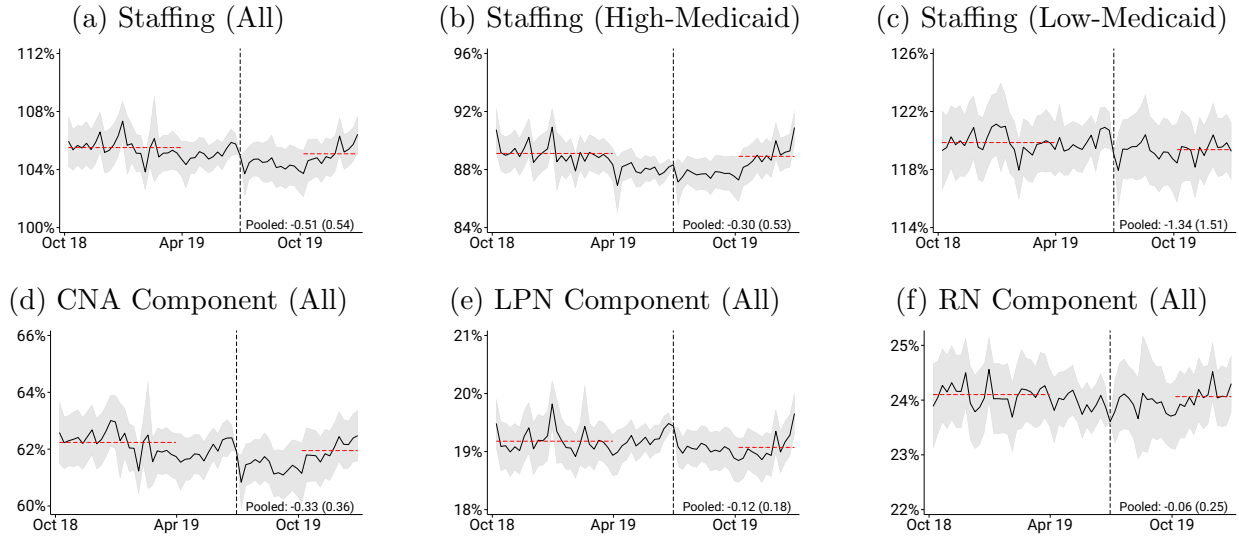 (a) Staffing (All)
112%
108%
104%
100%
Oct 18
Apr 19
Oct 19
Pooled: -0.51 (0.54)
(b) Staffing (High-Medicaid)
96%
92%
88%
84%
Oct 18
Apr 19
Oct 19
Pooled: -0.30 (0.53)
(c) Staffing (Low-Medicaid)
126%
122%
118%
114%
Oct 18
Apr 19
Oct 19
Pooled: -1.34 (1.51)
(d) CNA Component (All)
66%
64%
62%
60%
Oct 18
Apr 19
Oct 19
Pooled: -0.33 (0.36)
(e) LPN Component (All)
21%
20%
19%
18%
Oct 18
Apr 19
Oct 19
Pooled: -0.12 (0.18)
(f) RN Component (All)
25%
24%
23%
22%
Oct 18
Apr 19
Oct 19
Pooled: -0.06 (0.25)